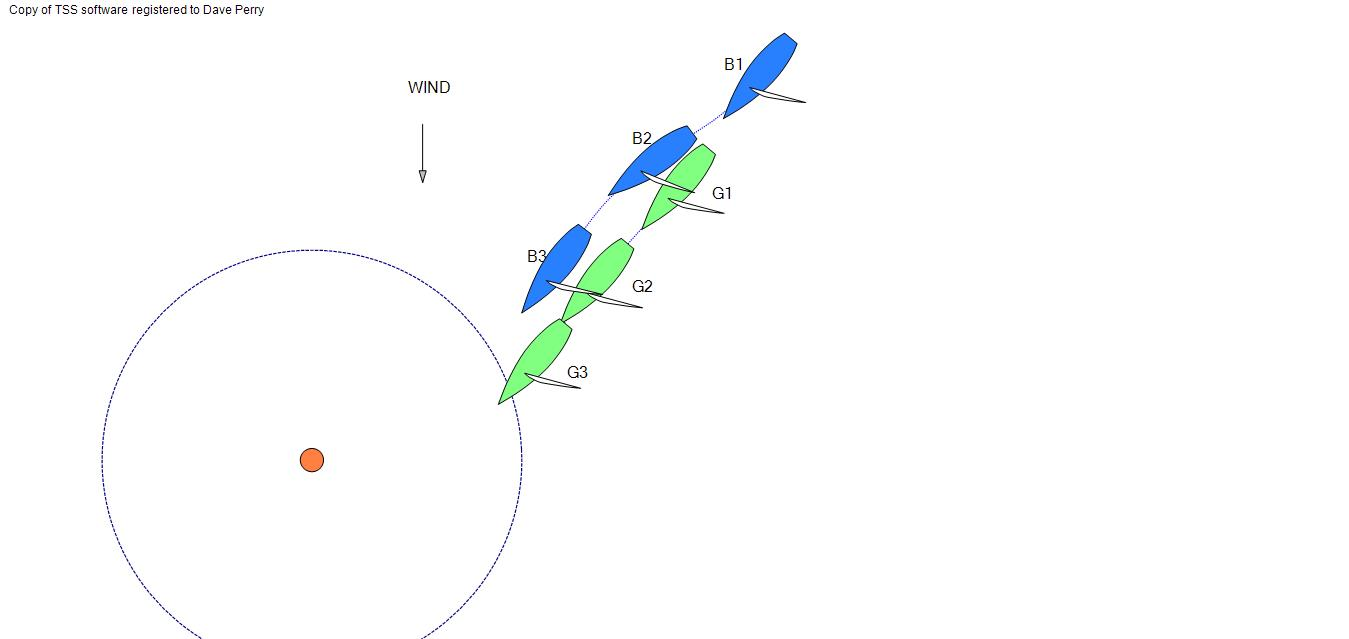 Copy of TSS software registered to Dave Perry
WIND
B1
B2
G1
B3
G2
G3